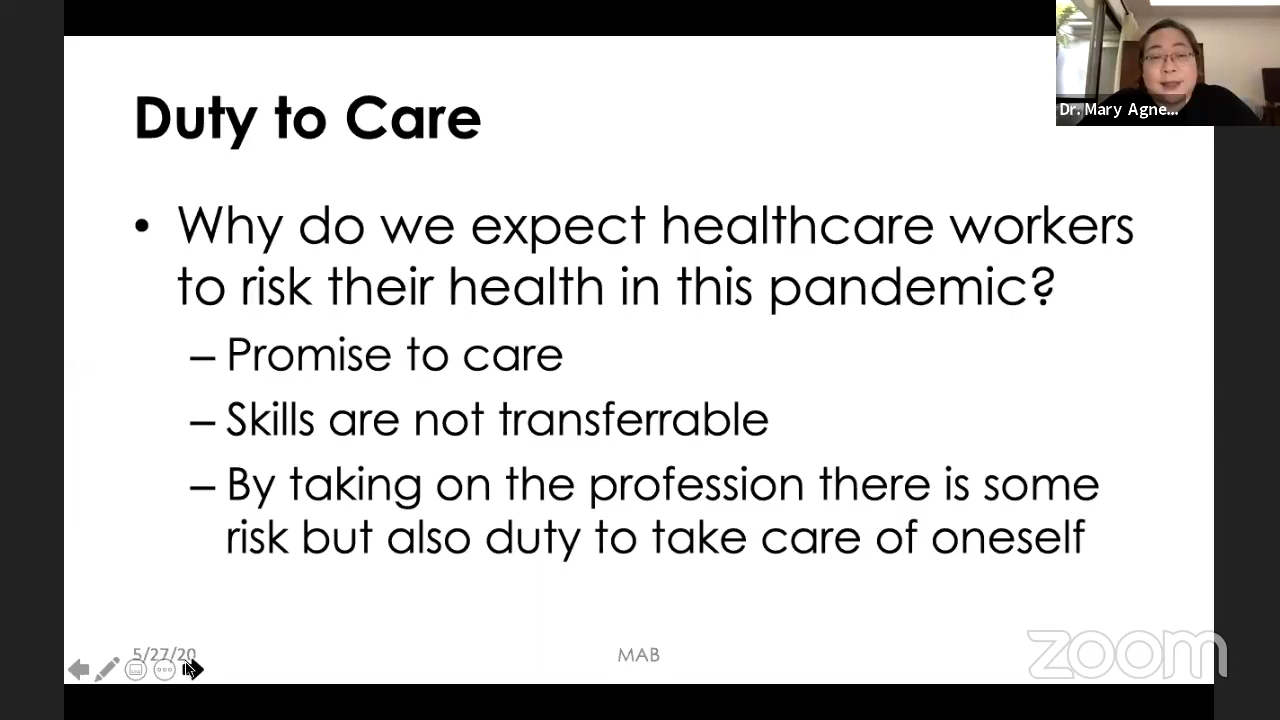 Dr. Mary Agne...
Duty to Care
• Why do we expect healthcare workers
to risk their health in this pandemic?
– Promise to care
– Skills are not transferrable
– By taking on the profession there is some
risk but also duty to take care of oneself
5/27/20
MAB
zoom